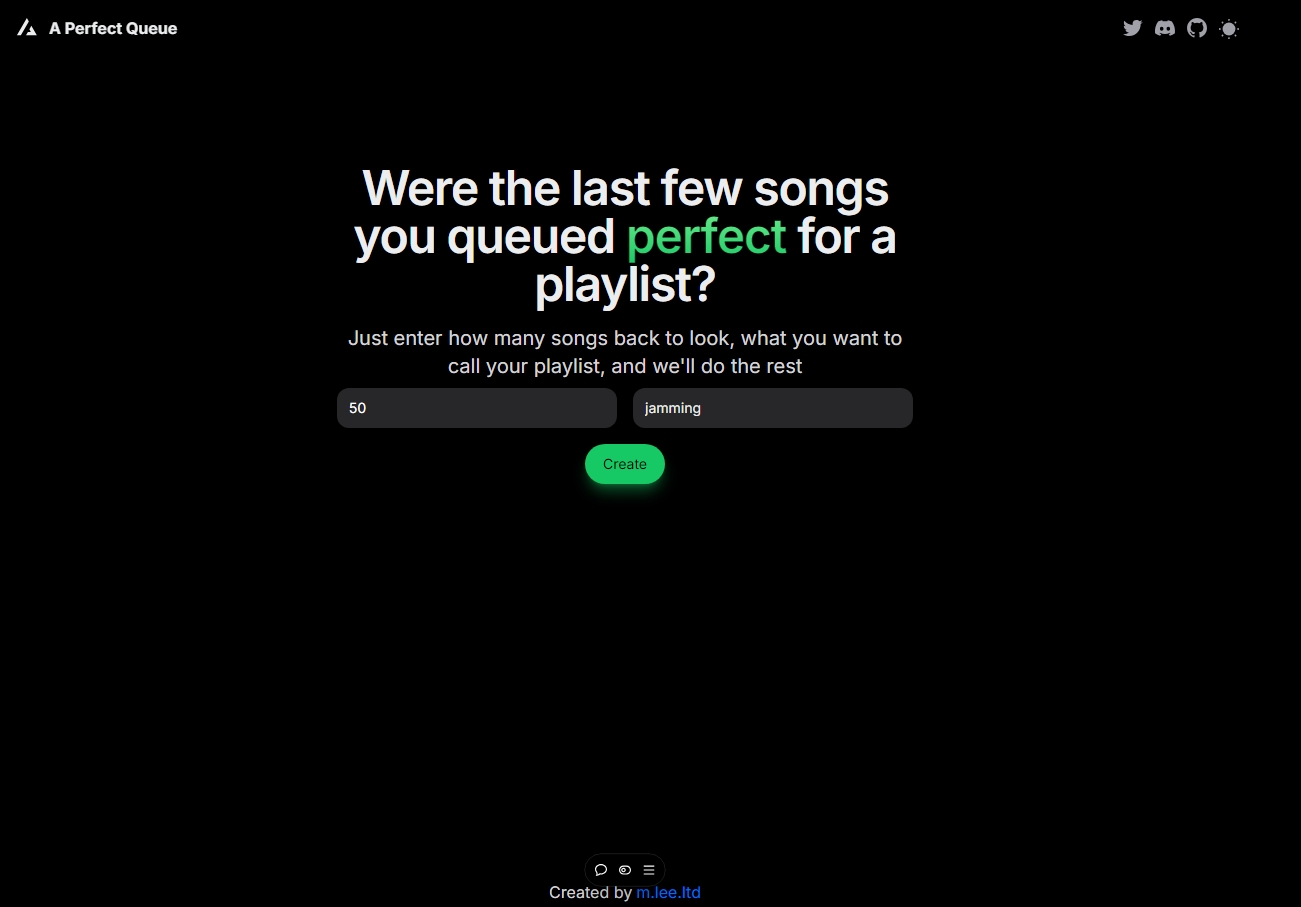 A Perfect Queue
Were the last few songs
you queued perfect for a
playlist?
Just enter how many songs back to look, what you want to
call your playlist, and we'll do the rest
50
jamming
Create
Created by m.lee.ltd